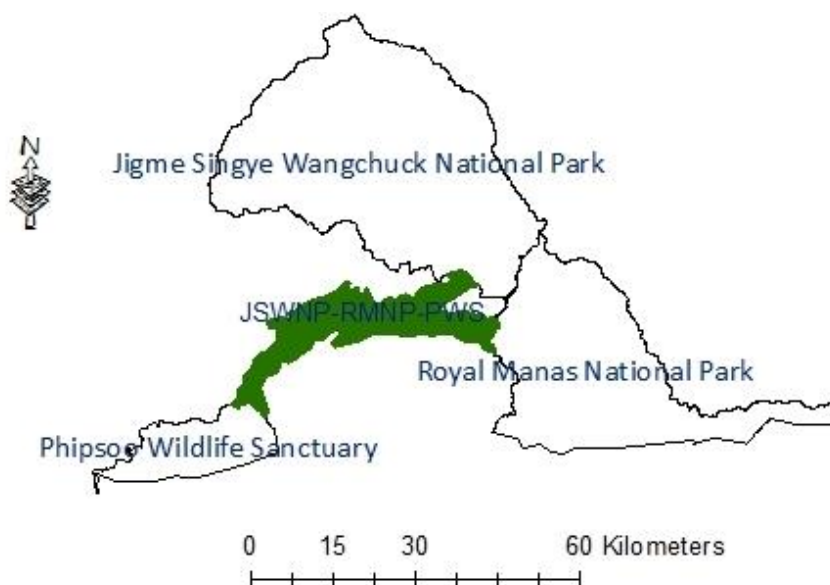 N
Jigme Singye Wangchuck National Park
JSWNP-RMNP-PWS
Royal Manas National Park
Phipsoo Wildlife Sanctuary
0 15 30 60 Kilometers